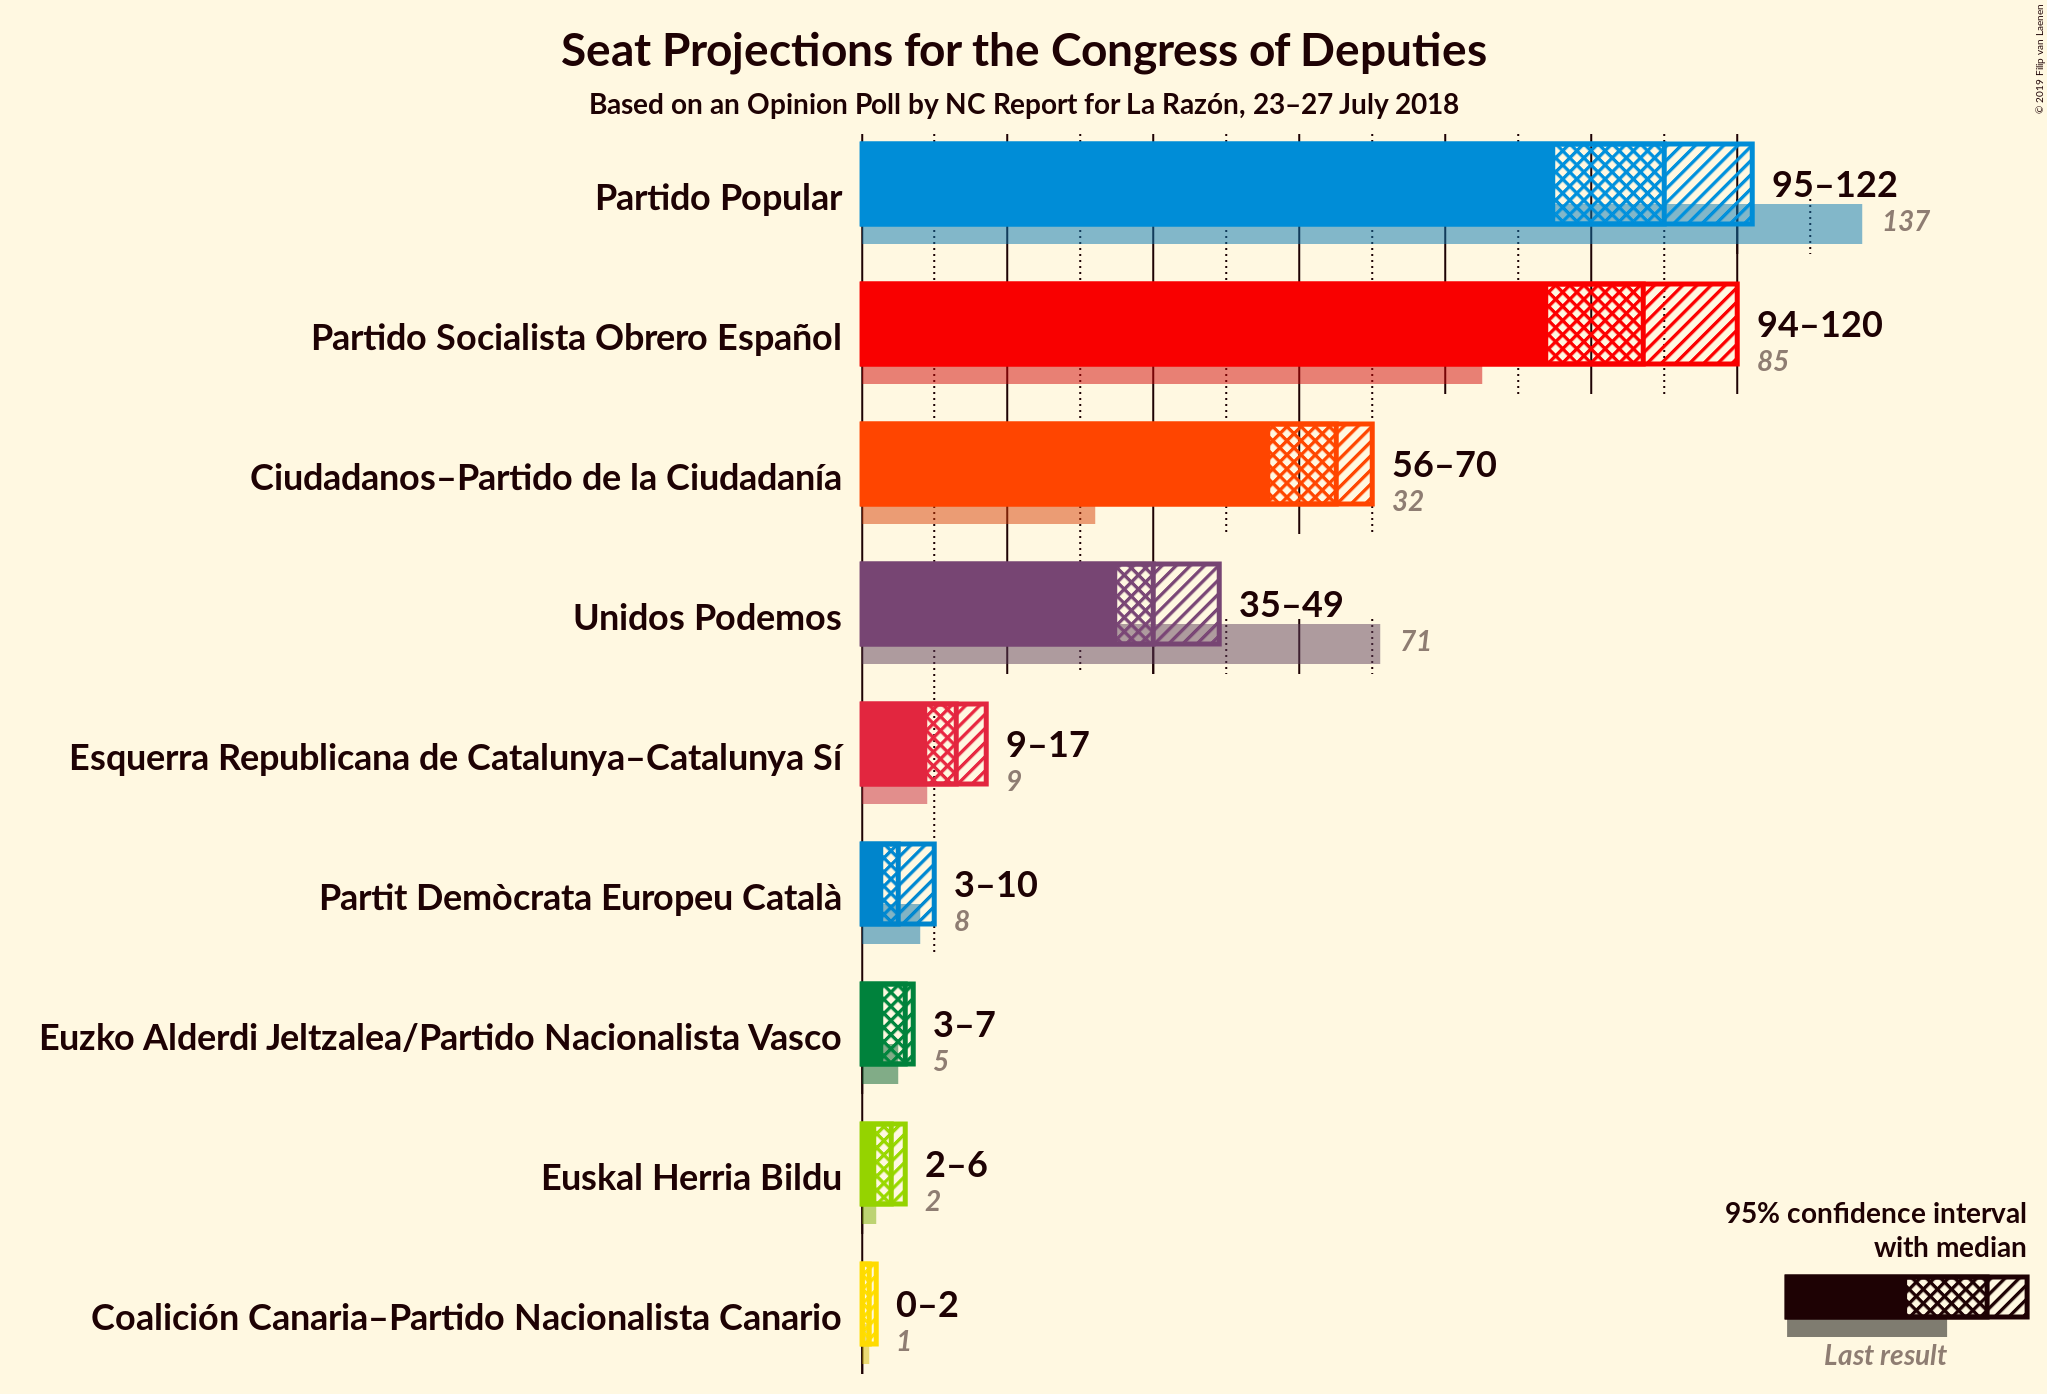 Seat Projections for the Congress of Deputies
Based on an Opinion Poll by NC Report for La Razón, 23–27 July 2018
© 2019 Filip van Laenen
Partido Popular
95–122
137
Partido Socialista Obrero Español
94–120
85
Ciudadanos–Partido de la Ciudadanía
56–70
32
Unidos Podemos
35–49
71
Esquerra Republicana de Catalunya–Catalunya Sí
9–17
9
Partit Demòcrata Europeu Català
3–10
8
Euzko Alderdi Jeltzalea/Partido Nacionalista Vasco
3–7
5
Euskal Herria Bildu
2–6
2
Coalición Canaria–Partido Nacionalista Canario
0–2
1
95% confidence interval
with median
Last result